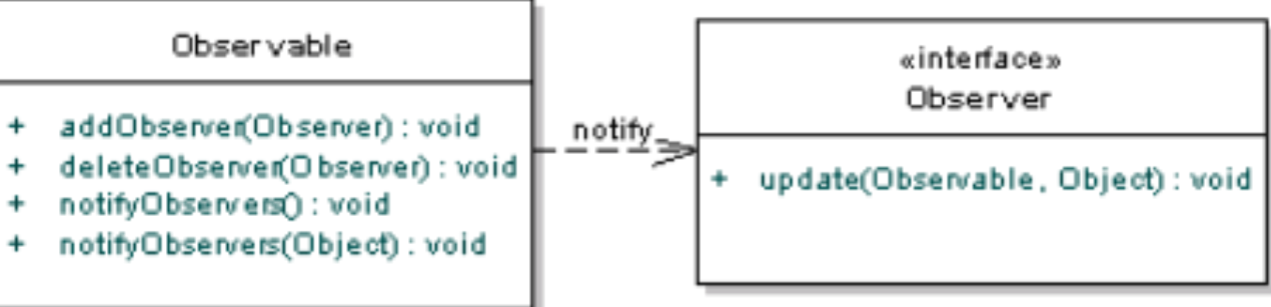 Observable
+ addObserver(Observer) : void
+ deleteObserver(Observer) : void
+ notifyObservers() : void
+ notifyObservers(Object) : void
notify
«interface»
Observer
+ update(Observable, Object) : void